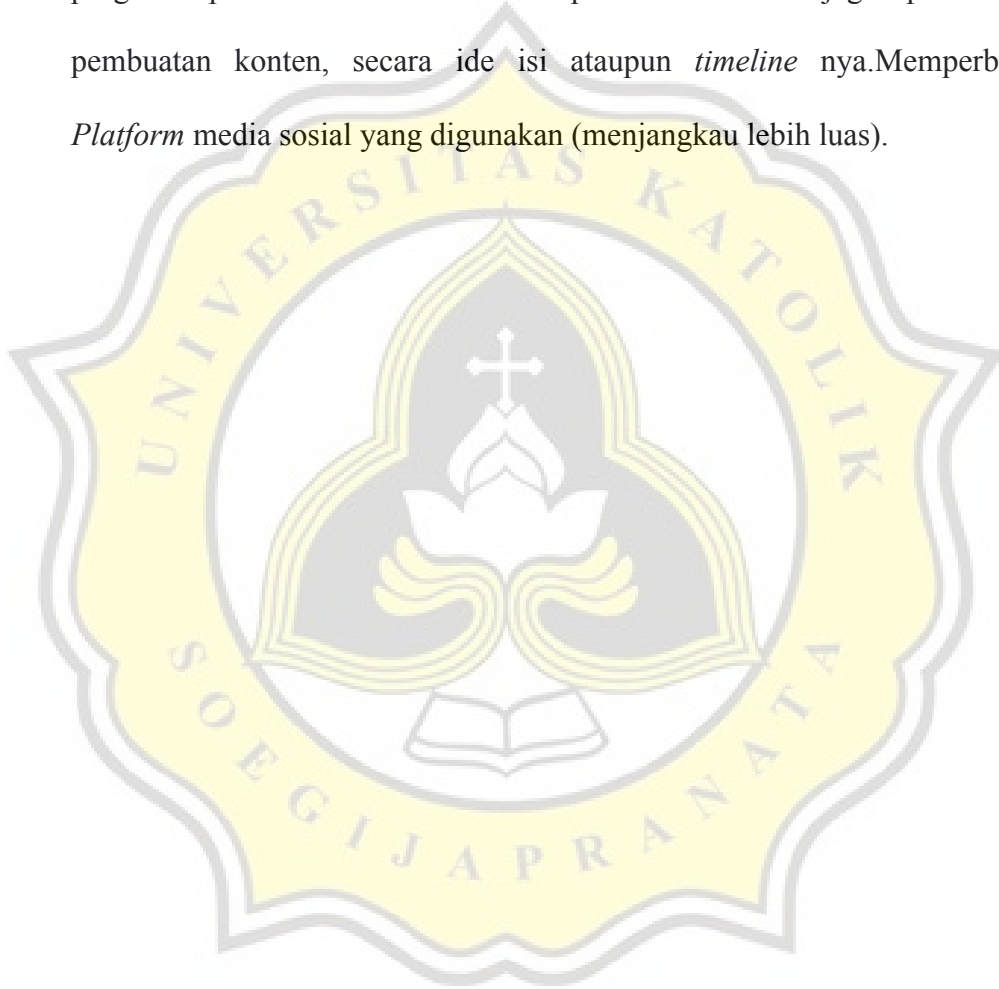 pembuatan konten, secara ide isi ataupun timeline nya.Memperb
Platform media sosial yang digunakan (menjangkau lebih luas).
UNIVERSITAS KATOLIK
SOEGIJAPRANATA